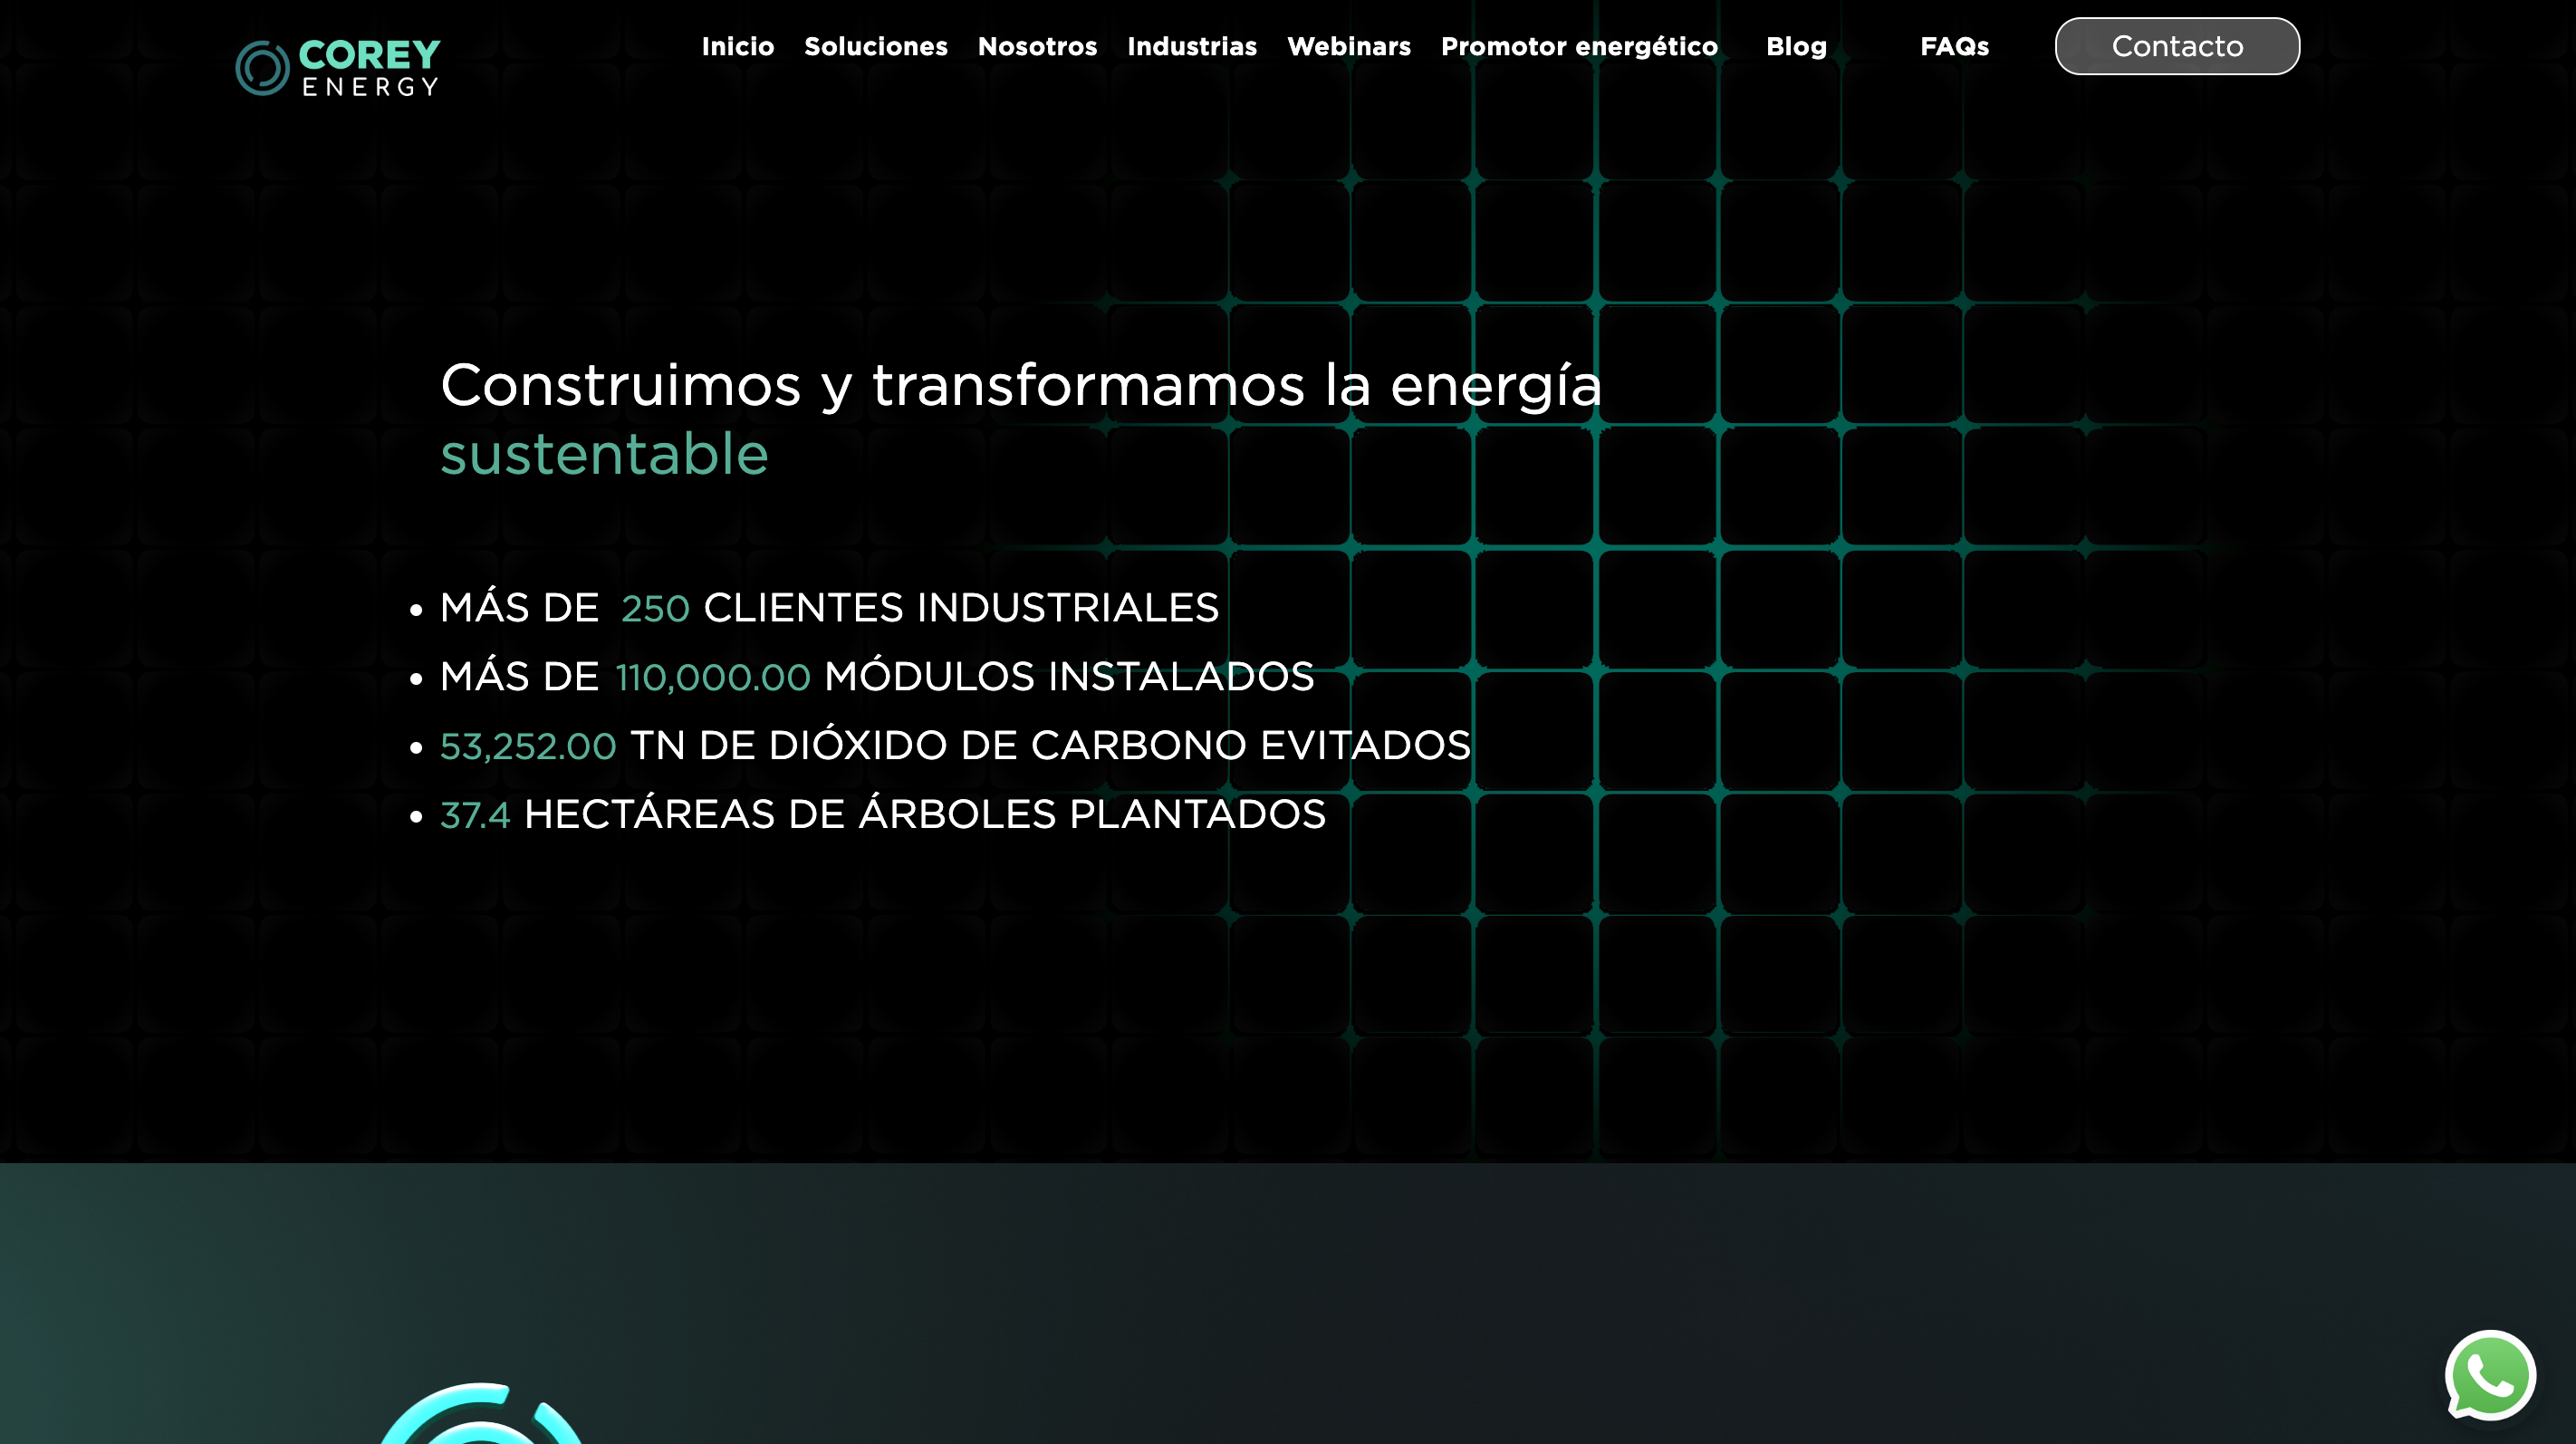 COREY
ENERGY
Inicio Soluciones Nosotros Industrias Webinars Promotor energético Blog FAQs Contacto
Construimos y transformamos la energía
sustentable
• MÁS DE 250 CLIENTES INDUSTRIALES
• MÁS DE 110,000.00 MÓDULOS INSTALADOS
• 53,252.00 TN DE DIÓXIDO DE CARBONO EVITADOS
• 37.4 HECTÁREAS DE ÁRBOLES PLANTADOS